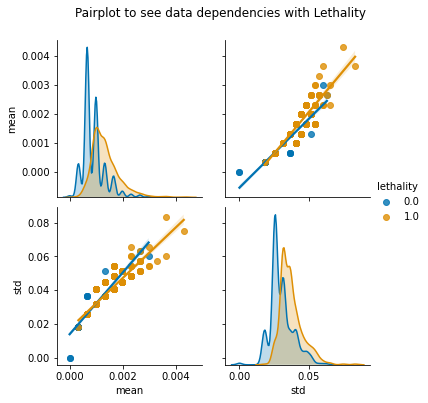 Pairplot to see data dependencies with Lethality
0.004
0.003
0.002
0.001
0.000
mean
lethality
0.0
1.0
0.08
0.06
0.04
0.02
0.00
std
0.000 0.002 0.004
mean
0.00 0.05
std